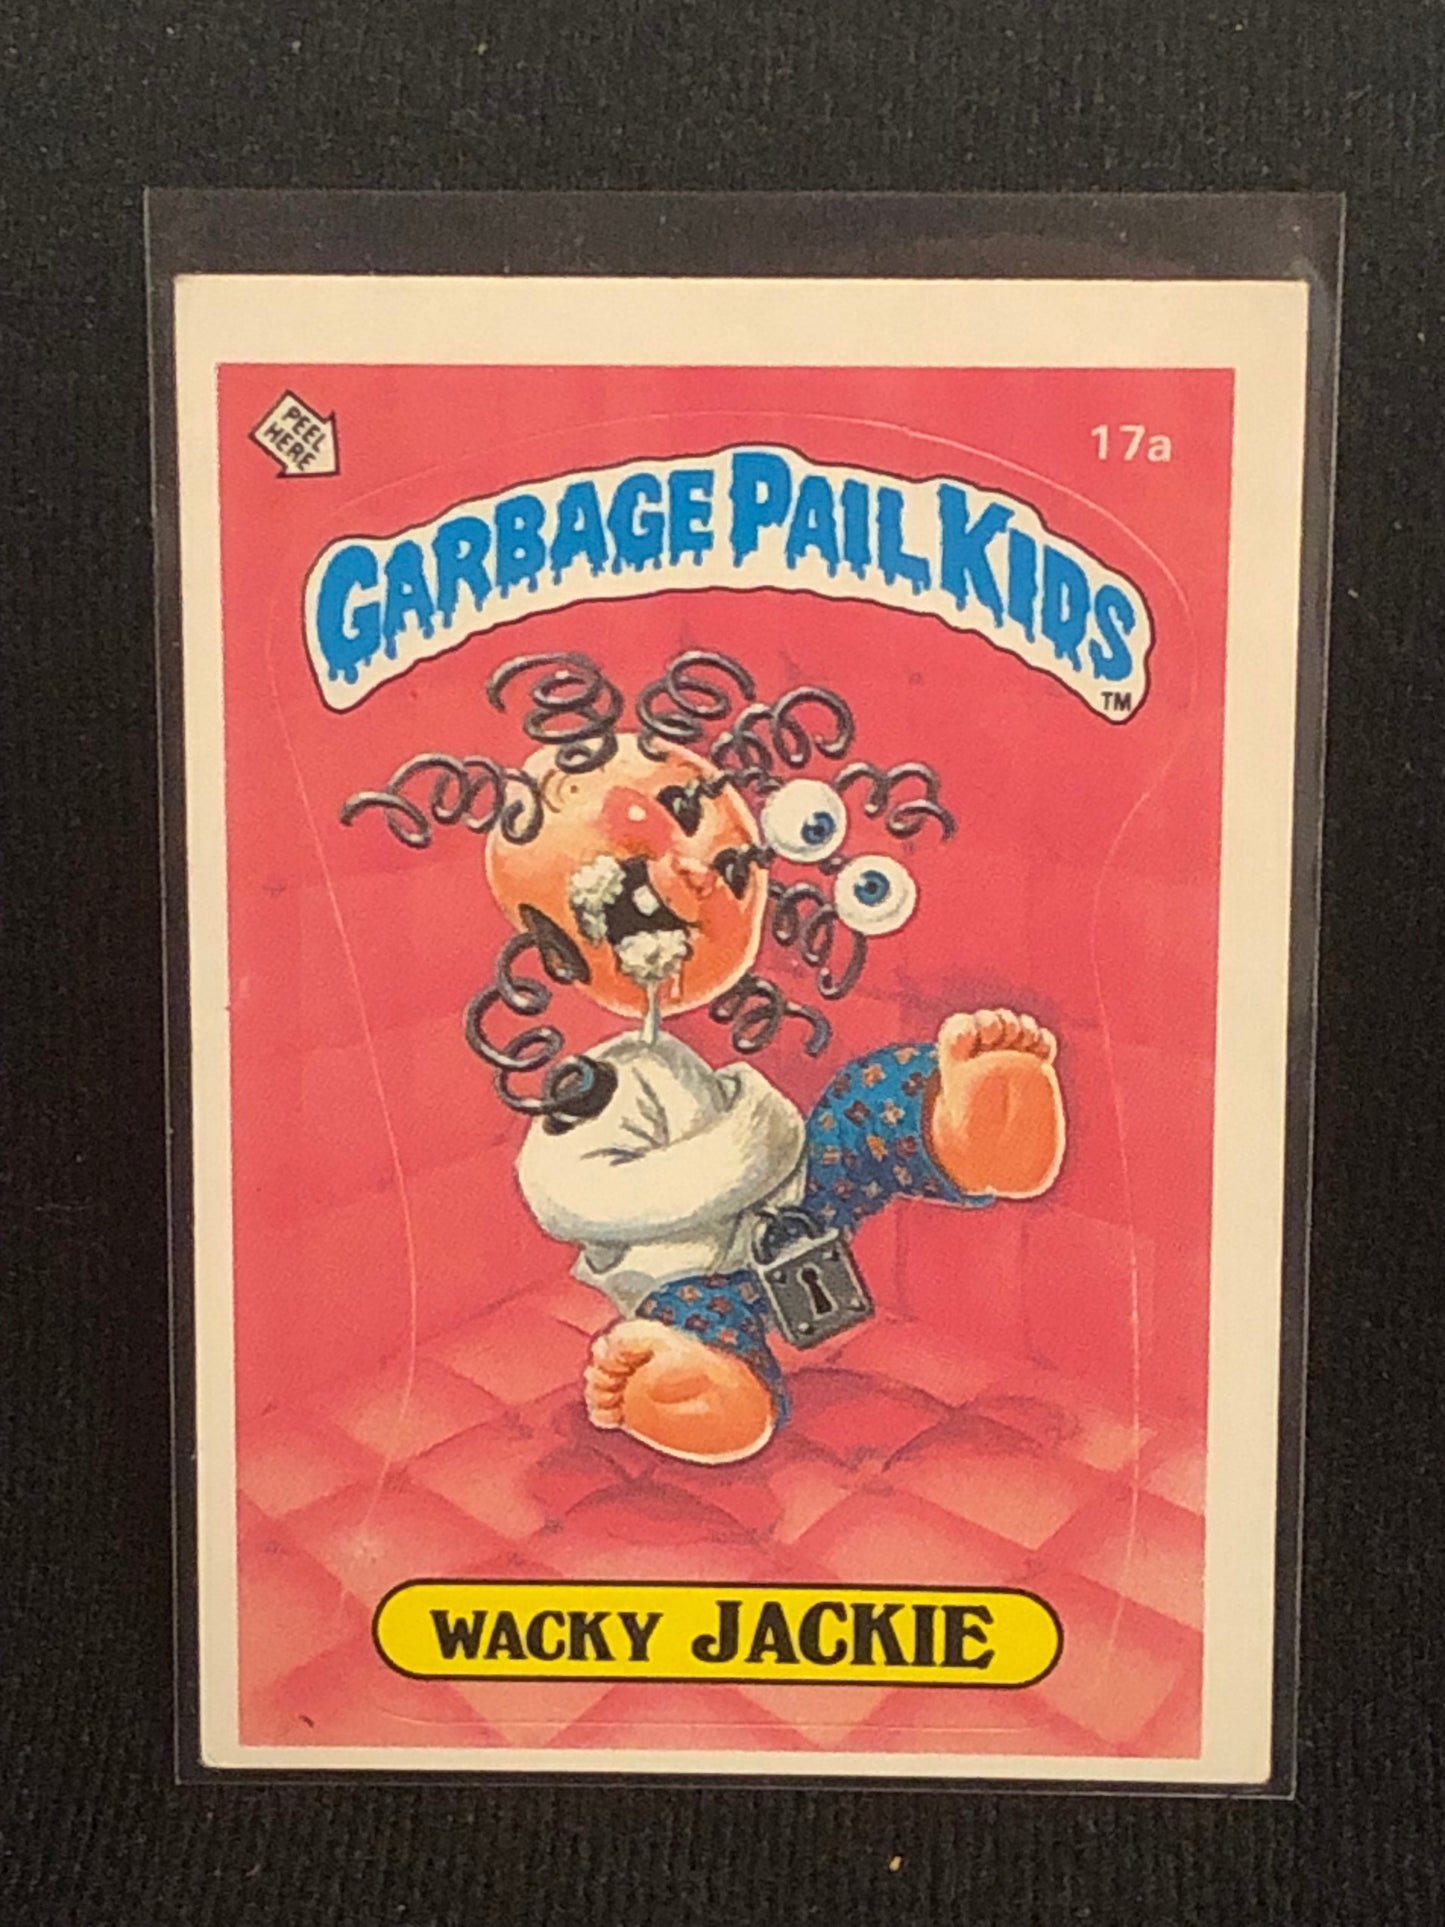 PEEL
HERE
17a
GARBAGE PAIL KIDS
TM
WACKY JACKIE